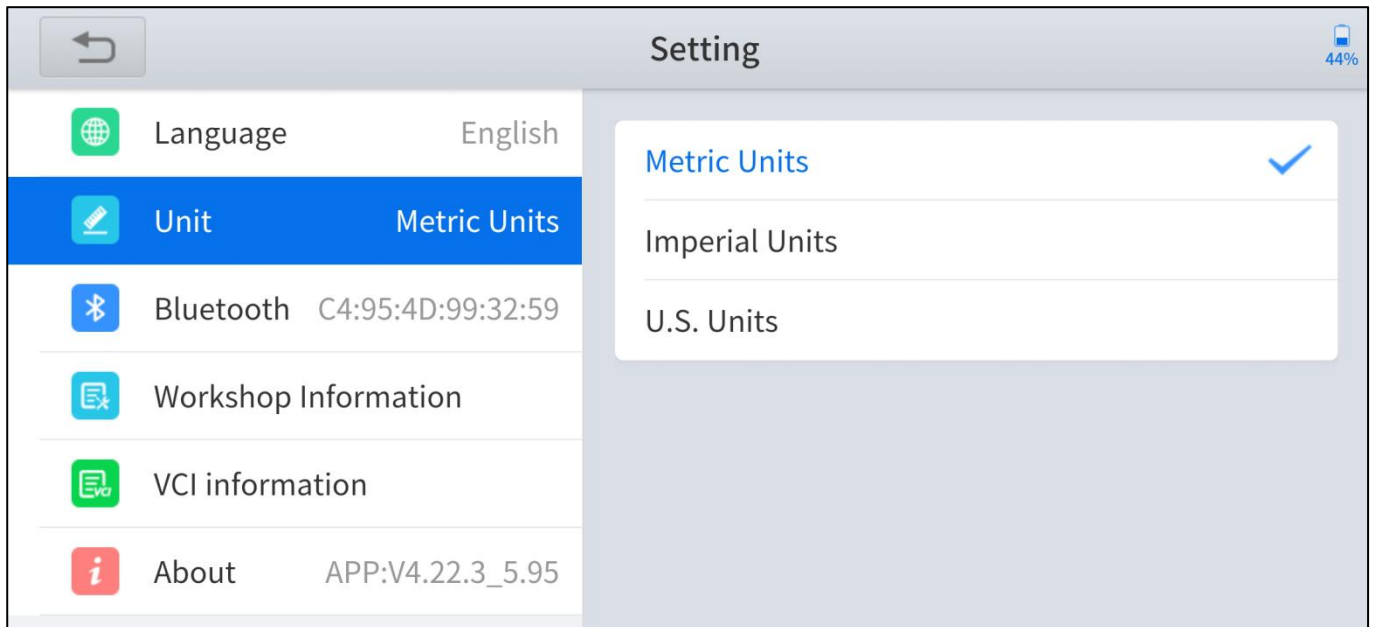 Setting
44%
Language English
Unit Metric Units
Bluetooth C4:95:4D:99:32:59
Workshop Information
VCI information
About APP:V4.22.3_5.95
Metric Units
Imperial Units
U.S. Units